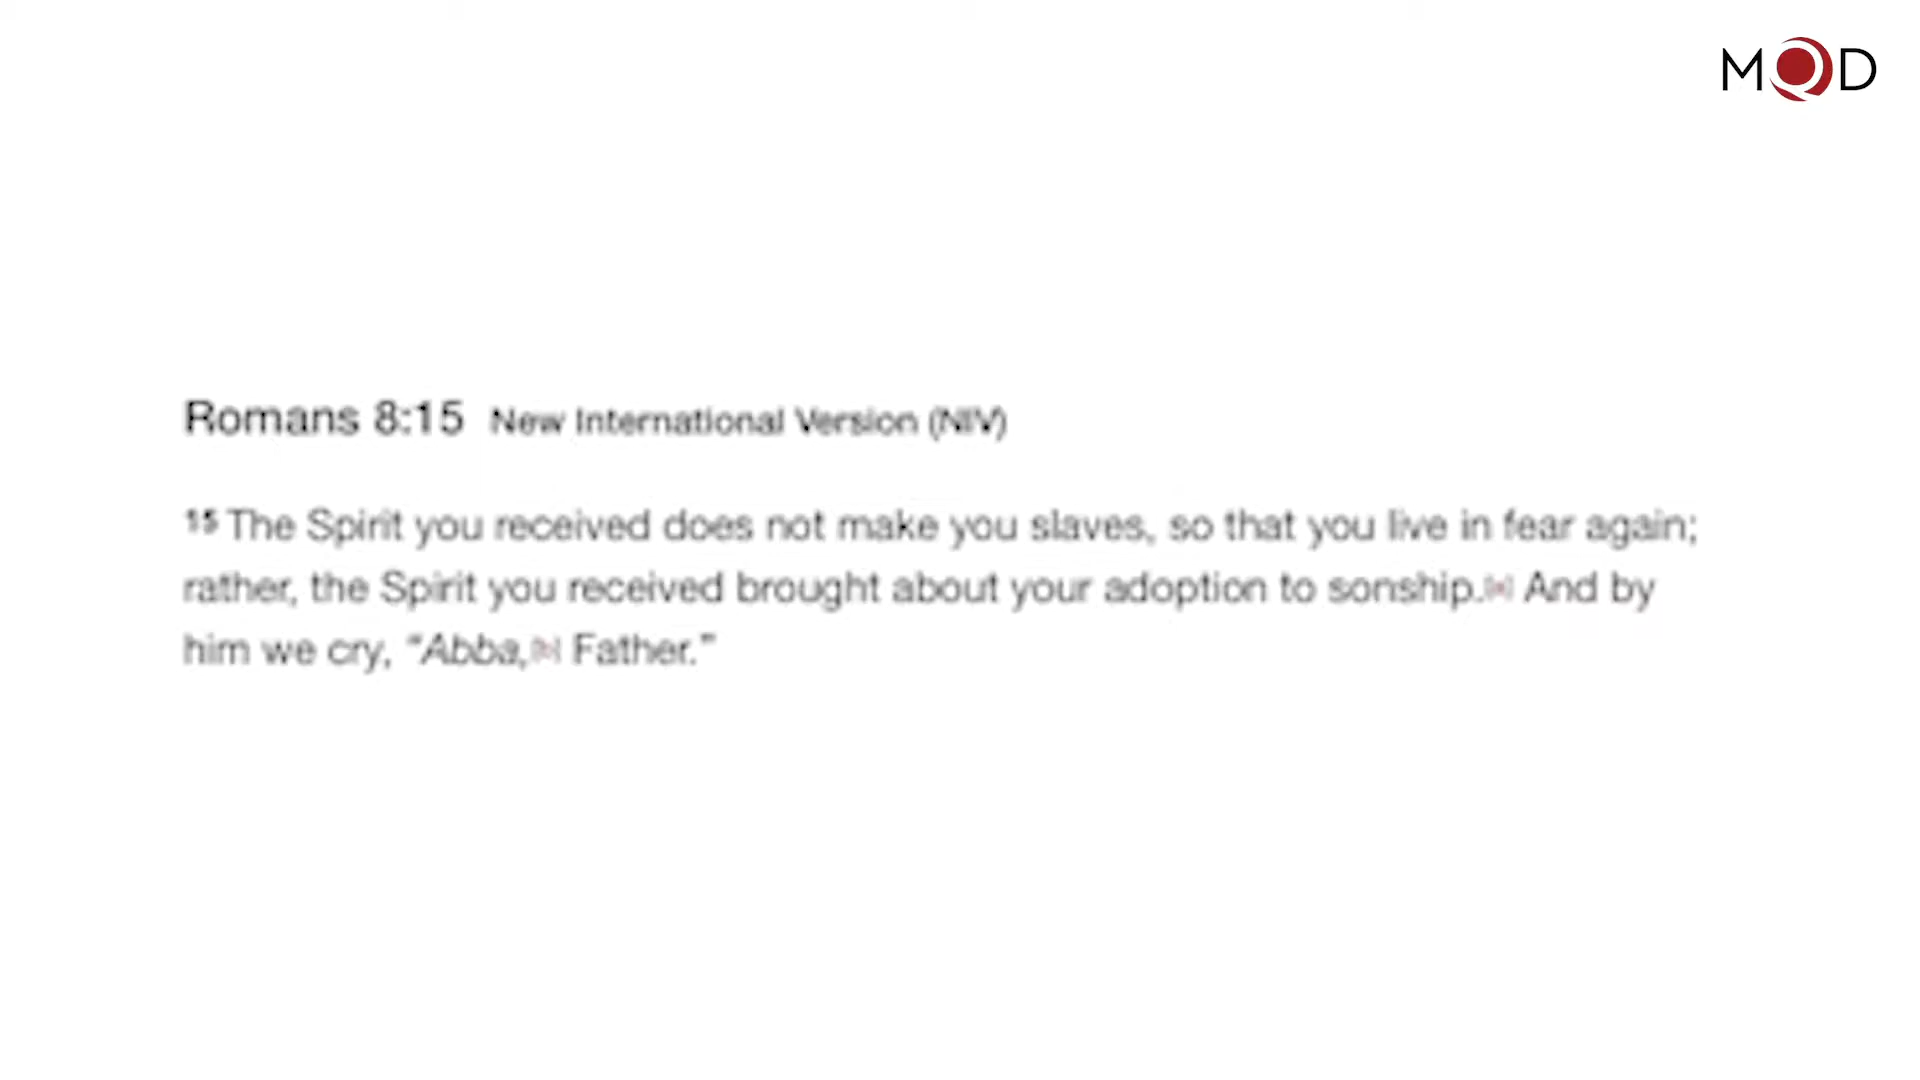 MQD
Romans 8:15 New International Version (NIV)
15 The Spirit you received does not make you slaves, so that you live in fear again;
rather, the Spirit you received brought about your adoption to sonship. And by
him we cry, “Abba, Father.”